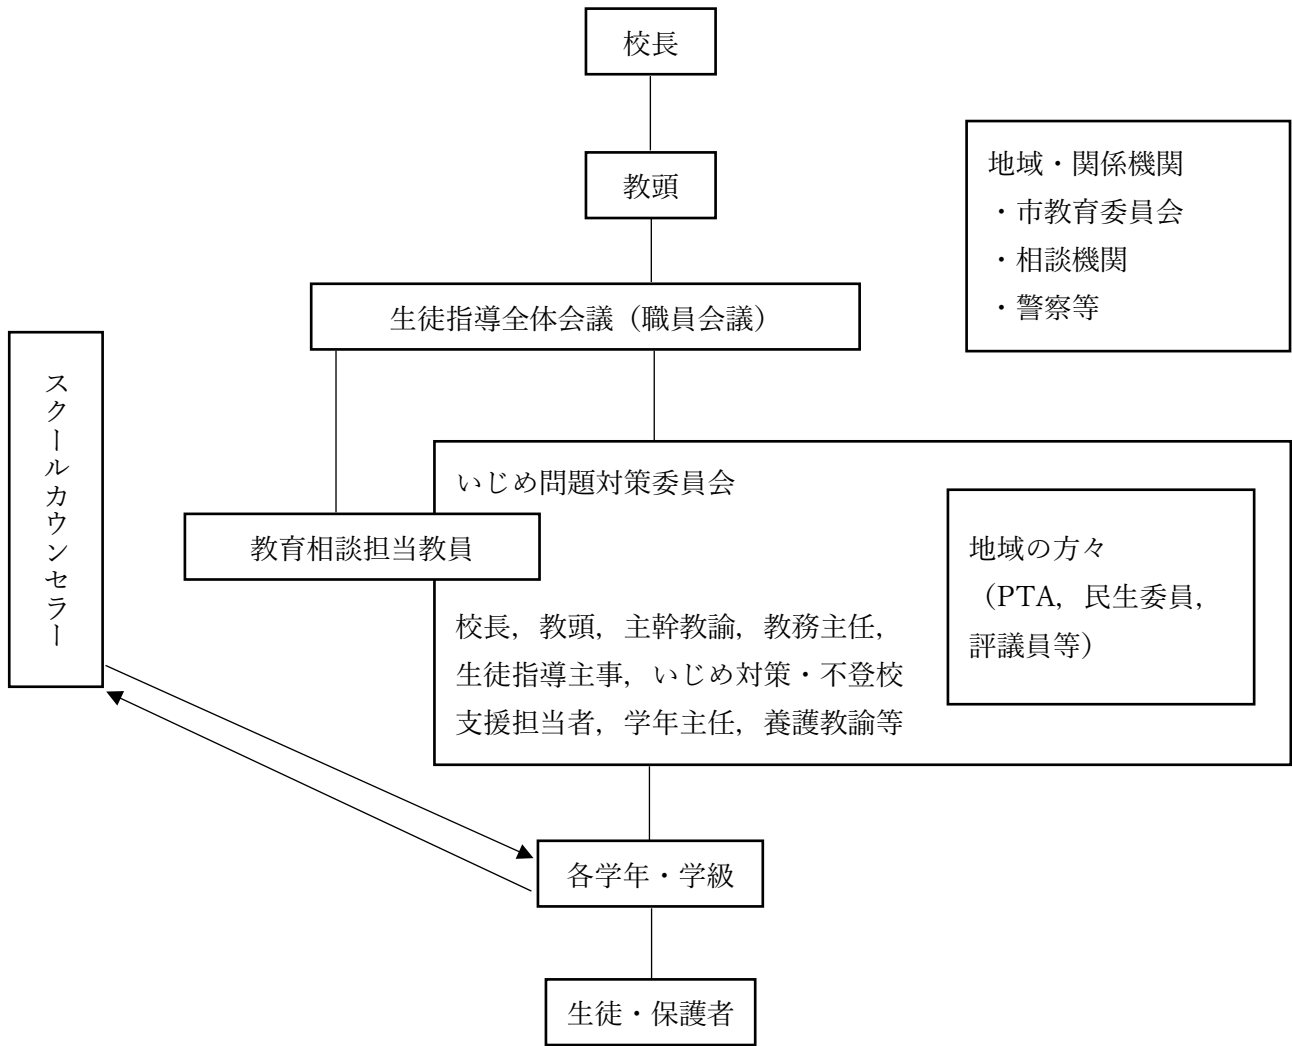 校長
教頭
地域・関係機関
・市教育委員会
・相談機関
・警察等
生徒指導全体会議（職員会議）
スクールカウンセラー
いじめ問題対策委員会
教育相談担当教員
校長，教頭，主幹教諭，教務主任，
生徒指導主事，いじめ対策・不登校
支援担当者，学年主任，養護教諭等
地域の方々
（PTA，民生委員，
評議員等）
各学年・学級
生徒・保護者